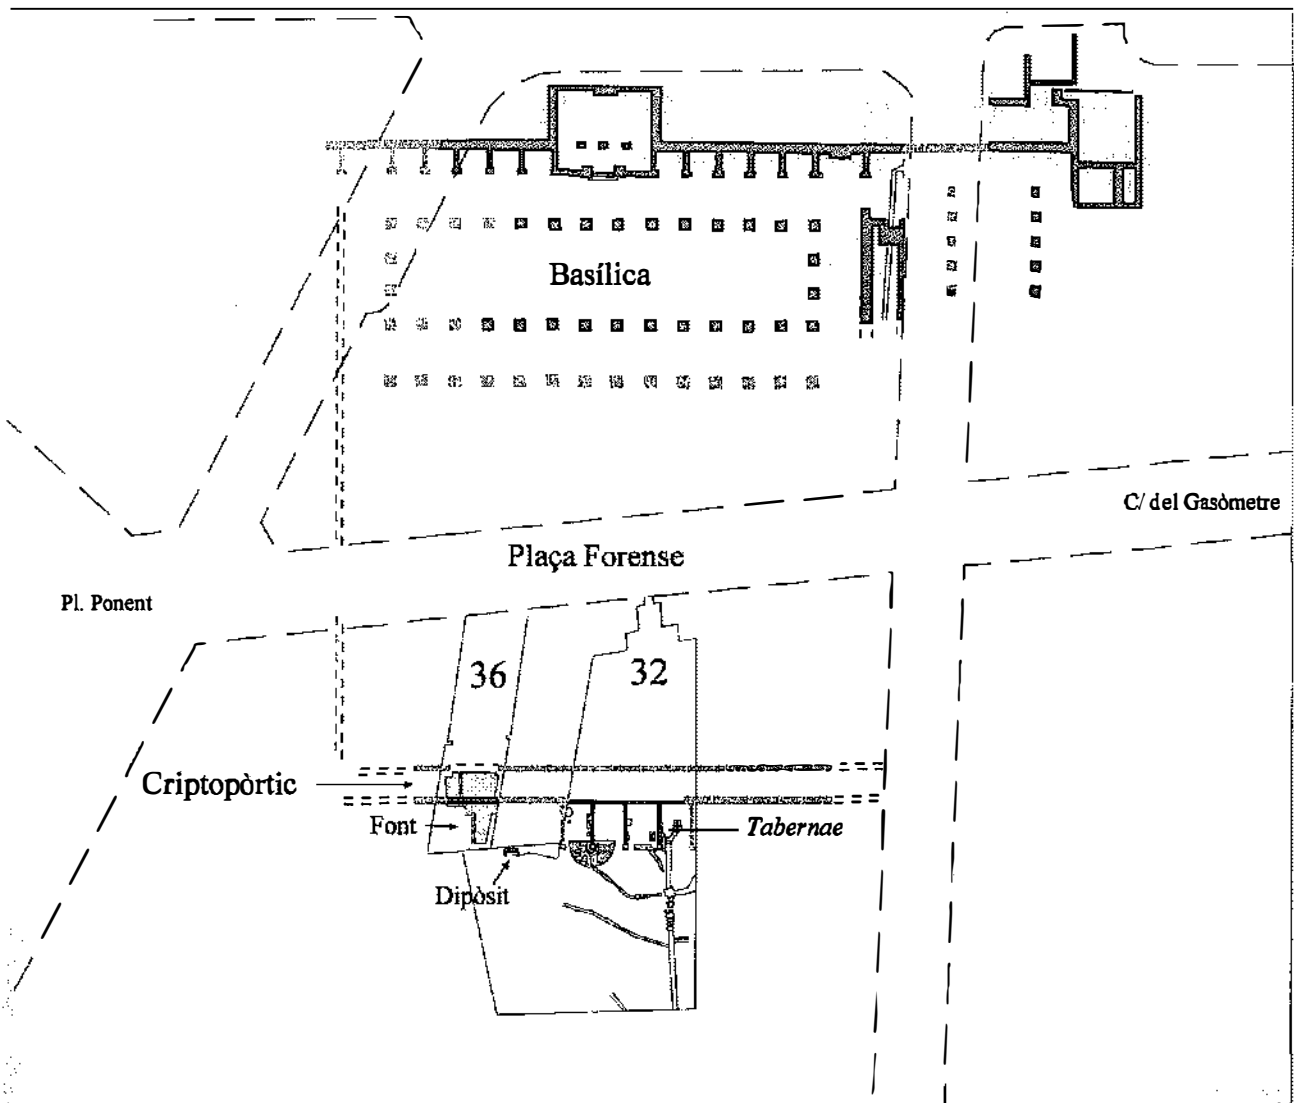 Basílica
C/ del Gasòmetre
Plaça Forense
Pl. Ponent
36
32
Criptopòrtic
Font
Tabernae
Dipòsit